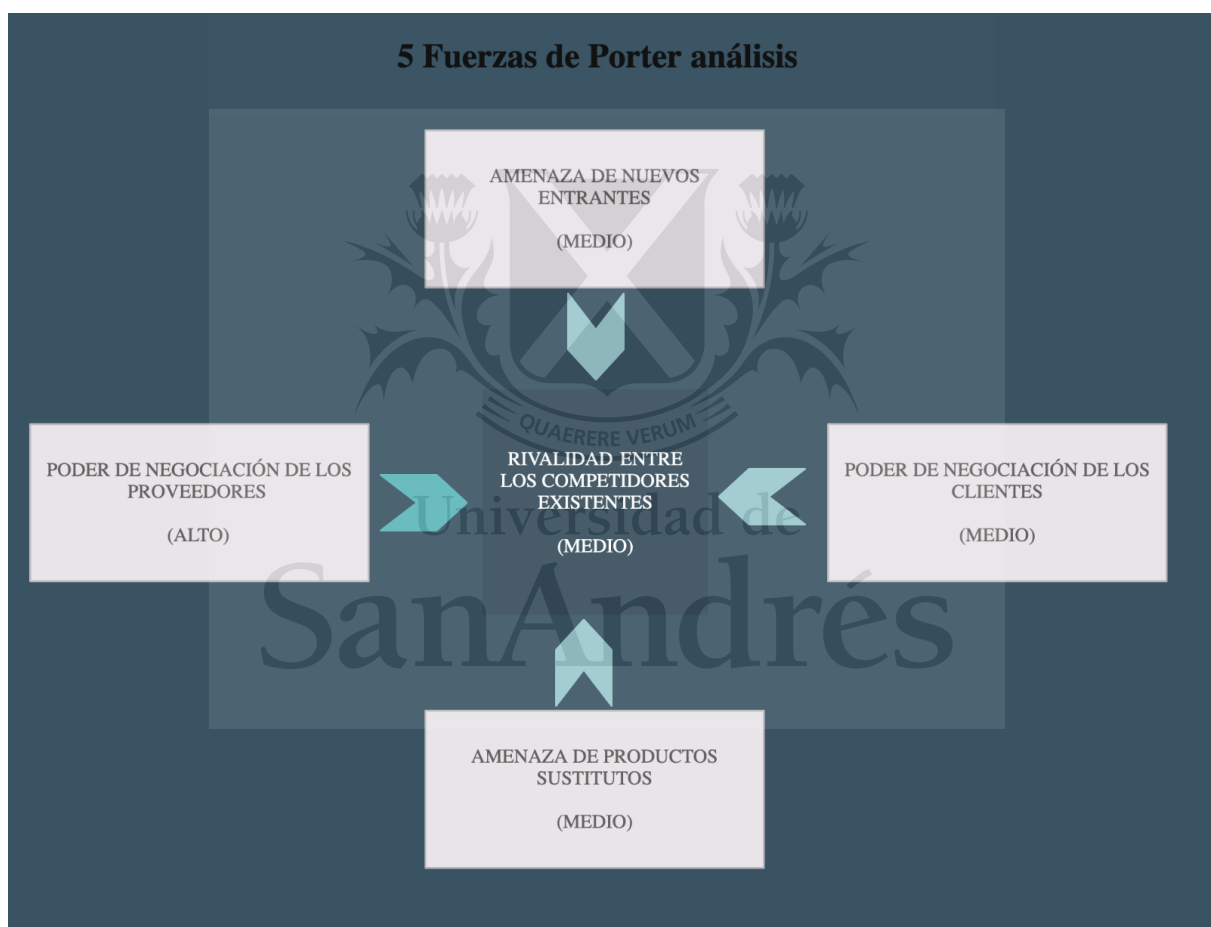 5 Fuerzas de Porter análisis
AMENAZA DE NUEVOS
ENTRANTES
(MEDIO)
QUAERERE VERUM
PODER DE NEGOCIACIÓN DE LOS
PROVEEDORES
(ALTO)
RIVALIDAD ENTRE
LOS COMPETIDORES
EXISTENTES
(MEDIO)
PODER DE NEGOCIACIÓN DE LOS
CLIENTES
(MEDIO)
Universidad de
SanAndrés
AMENAZA DE PRODUCTOS
SUSTITUTOS
(MEDIO)